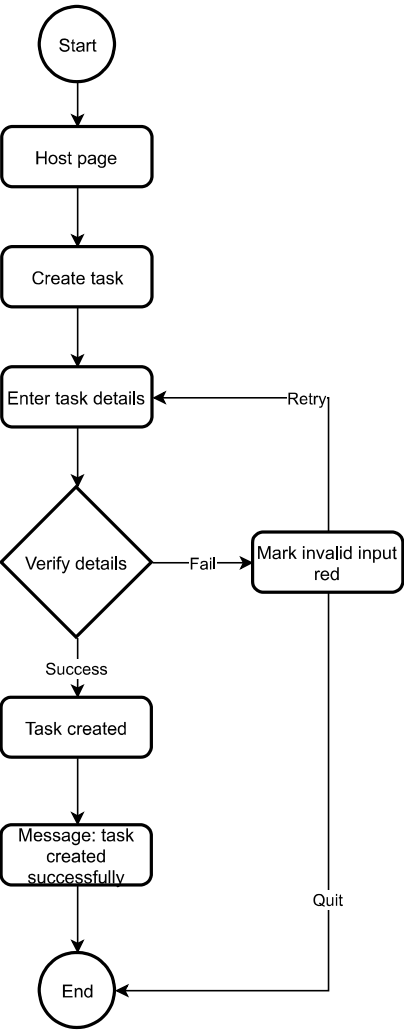 Start
Host page
Create task
Enter task details
Retry
Verify details
Fail
Mark invalid input
red
Success
Task created
Message: task
created
successfully
Quit
End